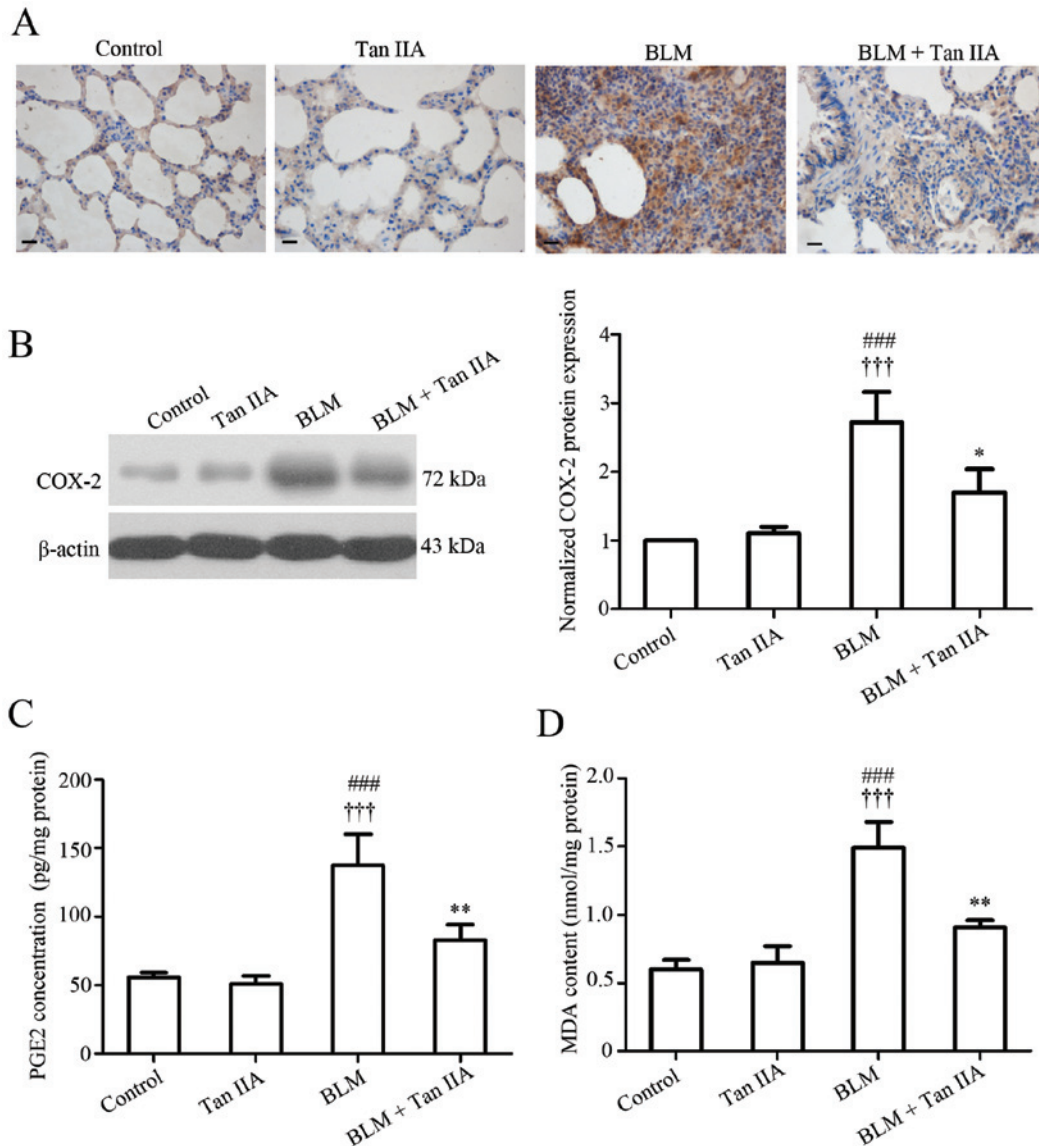 A
Control
Tan IIA
BLM
BLM + Tan IIA
B
Control
Tan IIA
BLM
BLM + Tan IIA
COX-2
72 kDa
β-actin
43 kDa
Normalized COX-2 protein expression
4
3
2
1
0
###
†††
*
Control
Tan IIA
BLM
BLM + Tan IIA
C
PGE2 concentration (pg/mg protein)
200
150
100
50
0
###
†††
**
Control
Tan IIA
BLM
BLM + Tan IIA
D
MDA content (nmol/mg protein)
2.0
1.5
1.0
0.5
0
###
†††
**
Control
Tan IIA
BLM
BLM + Tan IIA